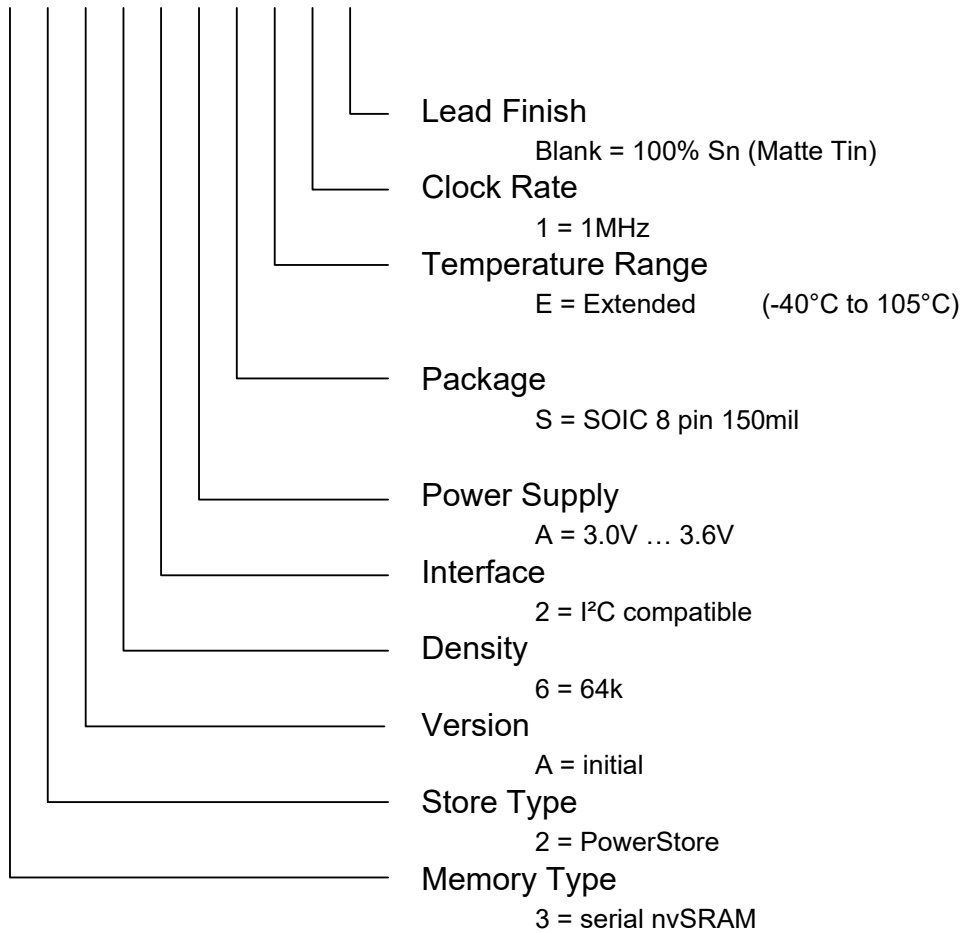 Lead Finish
Blank = 100% Sn (Matte Tin)
Clock Rate
1 = 1MHz
Temperature Range
E = Extended (-40°C to 105°C)
Package
S = SOIC 8 pin 150mil
Power Supply
A = 3.0V … 3.6V
Interface
2 = I²C compatible
Density
6 = 64k
Version
A = initial
Store Type
2 = PowerStore
Memory Type
3 = serial nvSRAM